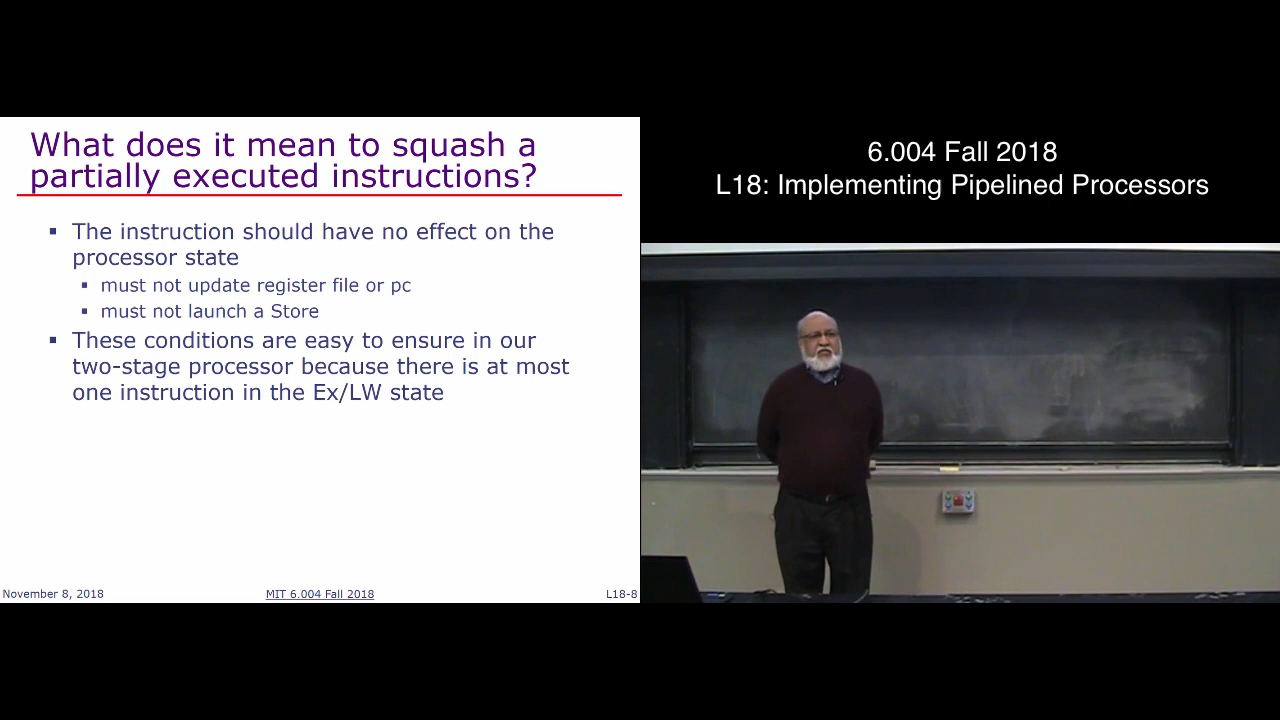 What does it mean to squash a
partially executed instructions?
▪ The instruction should have no effect on the
processor state
▪ must not update register file or pc
▪ must not launch a Store
▪ These conditions are easy to ensure in our
two-stage processor because there is at most
one instruction in the Ex/LW state
November 8, 2018
MIT 6.004 Fall 2018
L18-8
6.004 Fall 2018
L18: Implementing Pipelined Processors